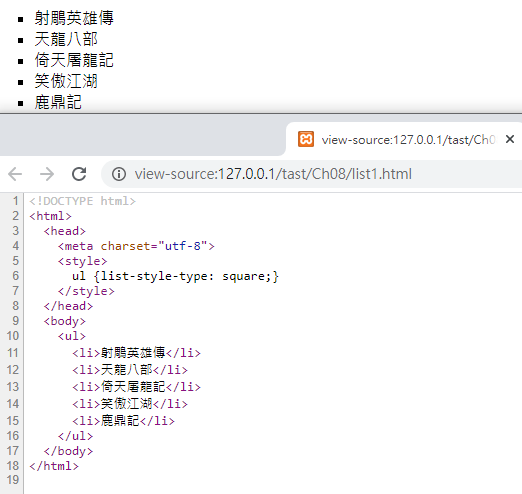 射鵰英雄傳
天龍八部
倚天屠龍記
笑傲江湖
鹿鼎記
view-source:127.0.0.1/tast/Ch0
view-source:127.0.0.1/tast/Ch08/list1.html
1 <!DOCTYPE html>
2 <html>
3 <head>
4 <meta charset="utf-8">
5 <style>
6 ul {list-style-type: square;}
7 </style>
8 </head>
9 <body>
10 <ul>
11 <li>射鵰英雄傳</li>
12 <li>天龍八部</li>
13 <li>倚天屠龍記</li>
14 <li>笑傲江湖</li>
15 <li>鹿鼎記</li>
16 </ul>
17 </body>
18 </html>
19